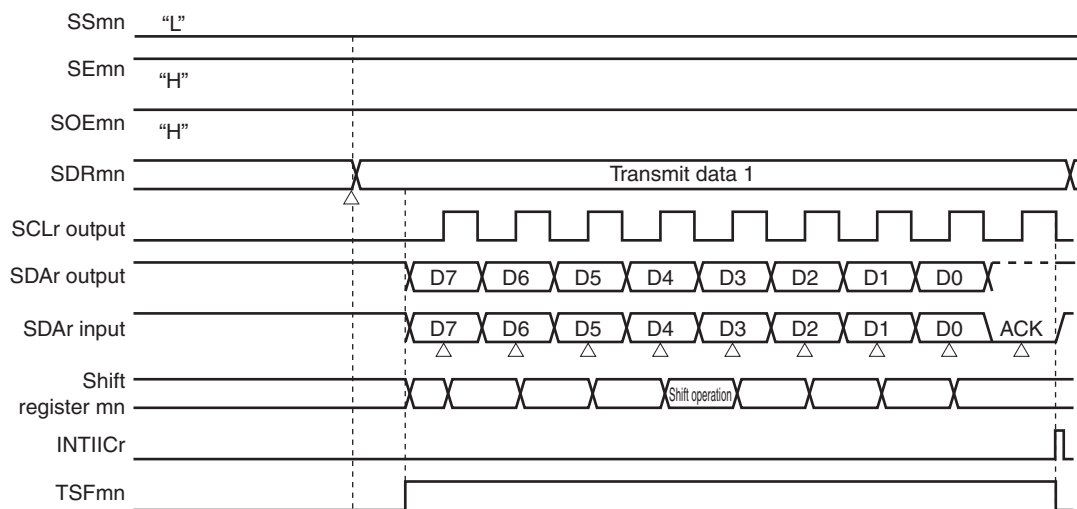 SSmn “L”
SEmn “H”
SOEmn “H”
SDRmn Transmit data 1
SCLr output
SDAr output D7 D6 D5 D4 D3 D2 D1 D0
SDAr input D7 D6 D5 D4 D3 D2 D1 D0 ACK
Shift
register mn Shift operation
INTIICr
TSFmn